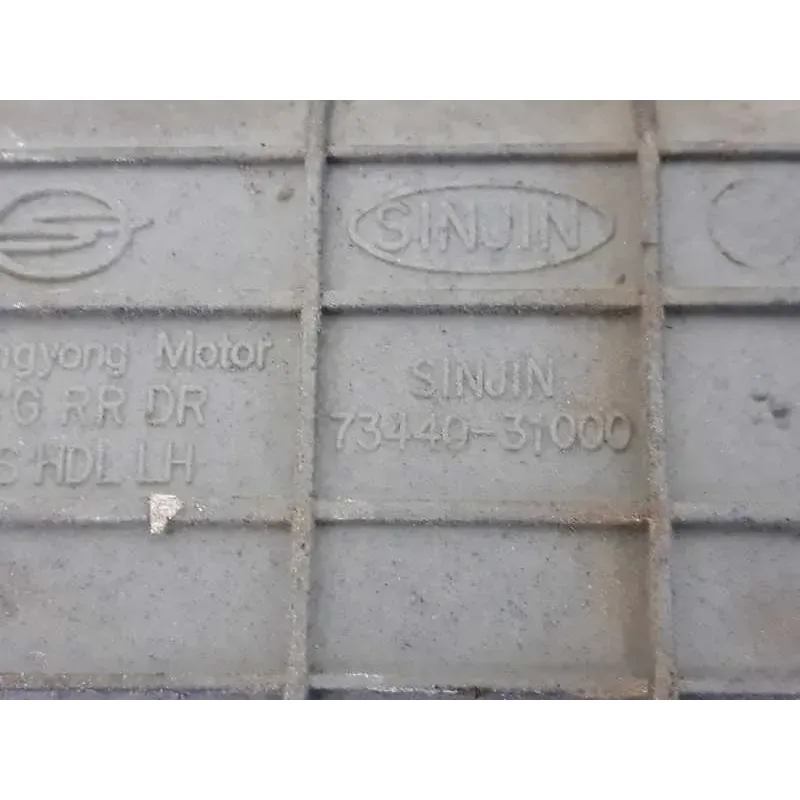 SINJIN
ngyong Motor
G RR DR
S HDL LH
SINJIN
73440-31000